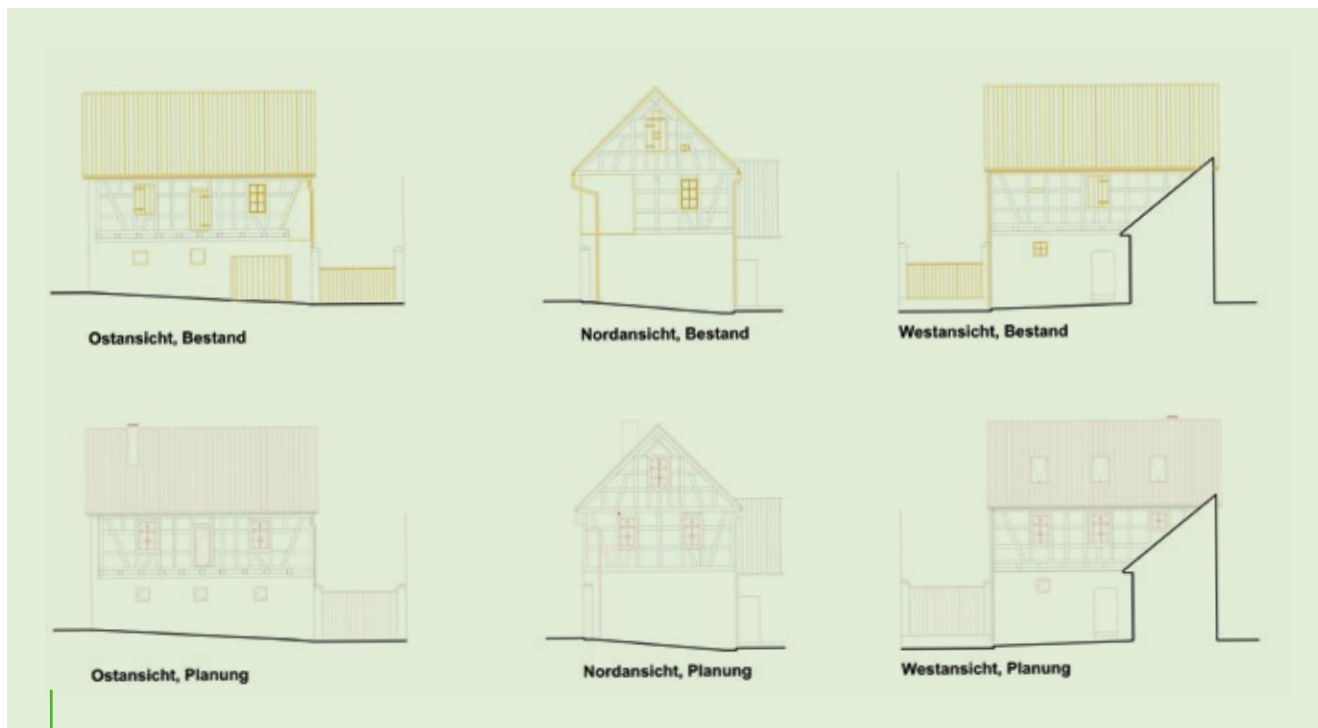 Ostansicht, Bestand
Nordansicht, Bestand
Westansicht, Bestand
Ostansicht, Planung
Nordansicht, Planung
Westansicht, Planung